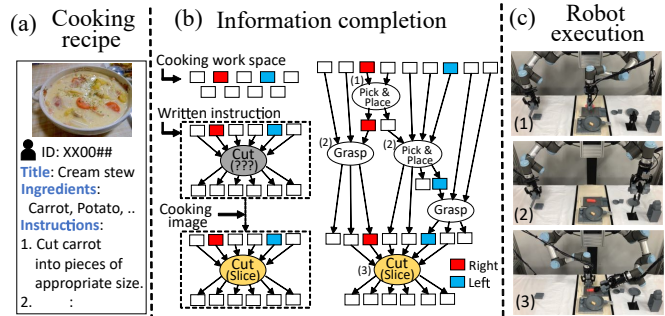 (a) Cooking
recipe
ID: XX00##
Title: Cream stew
Ingredients:
Carrot, Potato, ..
Instructions:
1. Cut carrot
into pieces of
appropriate size.
2. :
(b) Information completion
Cooking work space
Written instruction
Cut
(???)
Cooking
image
Cut
(Slice)
(1)
Pick &
Place
(2)
Grasp
(2)
Pick &
Place
Grasp
(3)
Cut
(Slice)
Right
Left
(c) Robot
execution
(1)
(2)
(3)